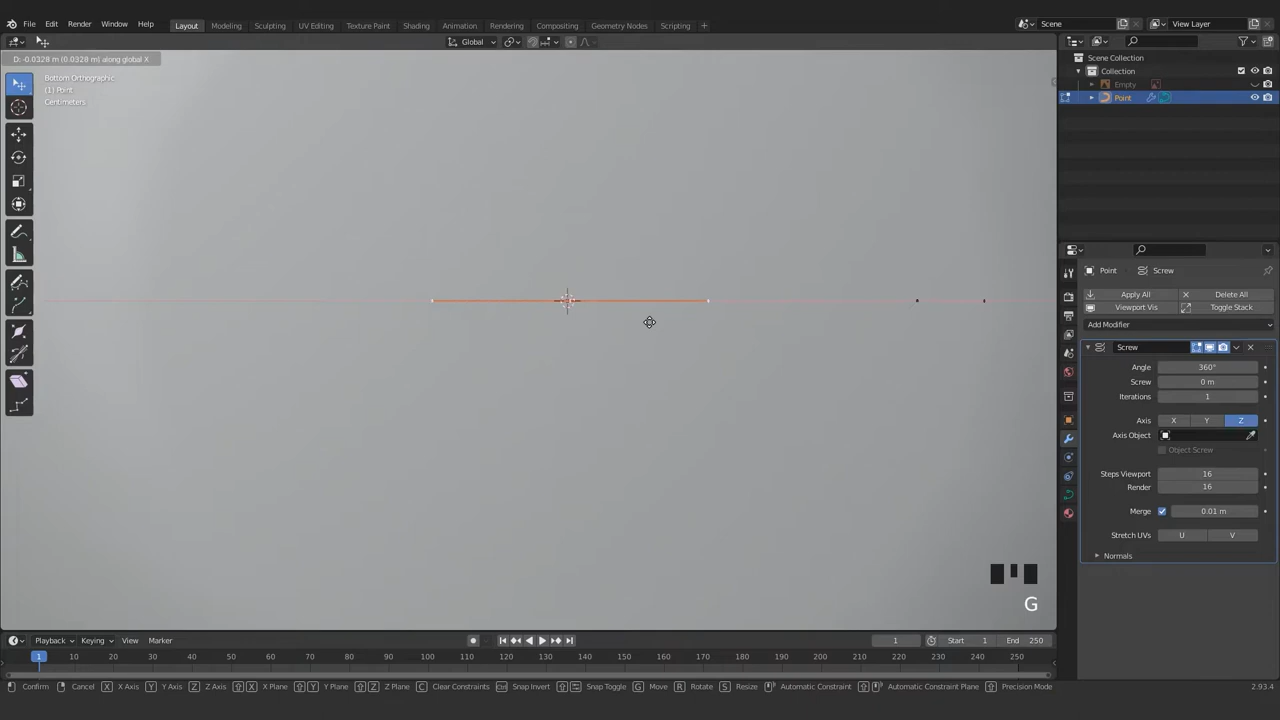 File Edit Render Window Help Layout Modeling Sculpting UV Editing Texture Paint Shading Animation Rendering Compositing Geometry Nodes Scripting Scene View Layer
Global
D: -0.0328 m (0.0328 m) along global X
Scene Collection
Collection
Bottom Orthographic
Empty
(1) Point
Point
Centimeters
Point Screw
Apply All Delete All
Viewport Vis Toggle Stack
Add Modifier
Screw
Angle 360°
Screw 0 m
Iterations 1
Axis X Y Z
Axis Object
Object Screw
Steps Viewport 16
Render 16
Merge 0.01 m
Stretch UVs U V
Normals
G
Playback Keying View Marker 1 Start 1 End 250
1 10 20 30 40 50 60 70 80 90 100 110 120 130 140 150 160 170 180 190 200 210 220 230 240 250
Confirm Cancel X X Axis Y Y Axis Z Z Axis X X Plane Y Y Plane Z Z Plane C Clear Constraints Ctrl Snap Invert Snap Toggle G Move R Rotate S Resize Automatic Constraint Automatic Constraint Plane Precision Mode 2.93.4